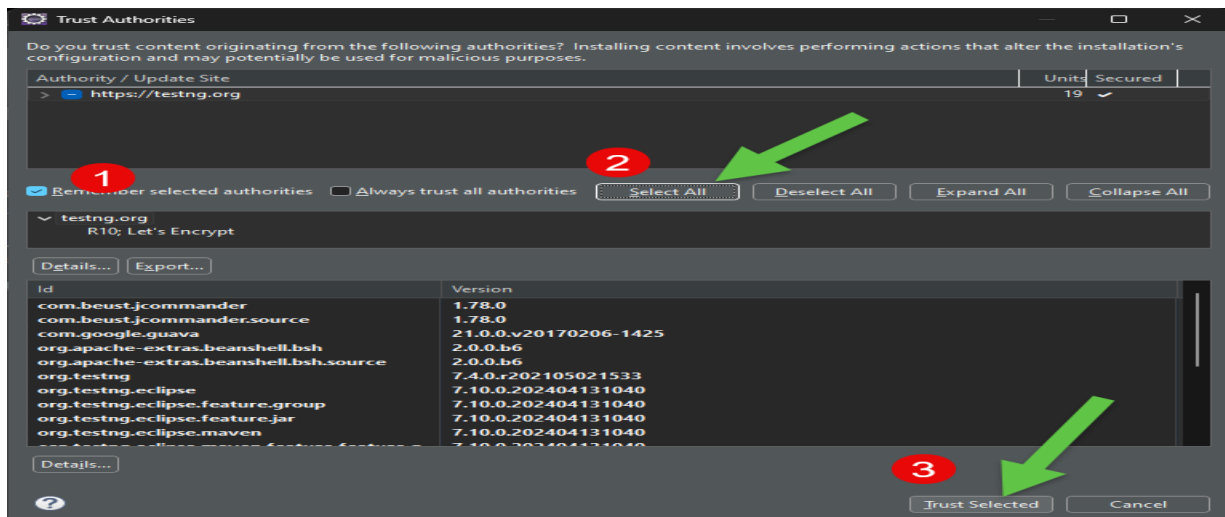 Trust Authorities
Do you trust content originating from the following authorities? Installing content involves performing actions that alter the installation's
configuration and may potentially be used for malicious purposes.
Authority / Update Site Units Secured
https://testng.org 19
1 2
Remember selected authorities Always trust all authorities Select All Deselect All Expand All Collapse All
testng.org
R10; Let's Encrypt
Details... Export...
Id Version
com.beust.jcommander 1.78.0
com.beust.jcommander.source 1.78.0
com.google.guava 21.0.0.v20170206-1425
org.apache-extras.beanshell.bsh 2.0.0.b6
org.apache-extras.beanshell.bsh.source 2.0.0.b6
org.testng 7.4.0.r202105021533
org.testng.eclipse 7.10.0.202404131040
org.testng.eclipse.feature.group 7.10.0.202404131040
org.testng.eclipse.feature.jar 7.10.0.202404131040
org.testng.eclipse.maven 7.10.0.202404131040
Details...
3
? Trust Selected Cancel